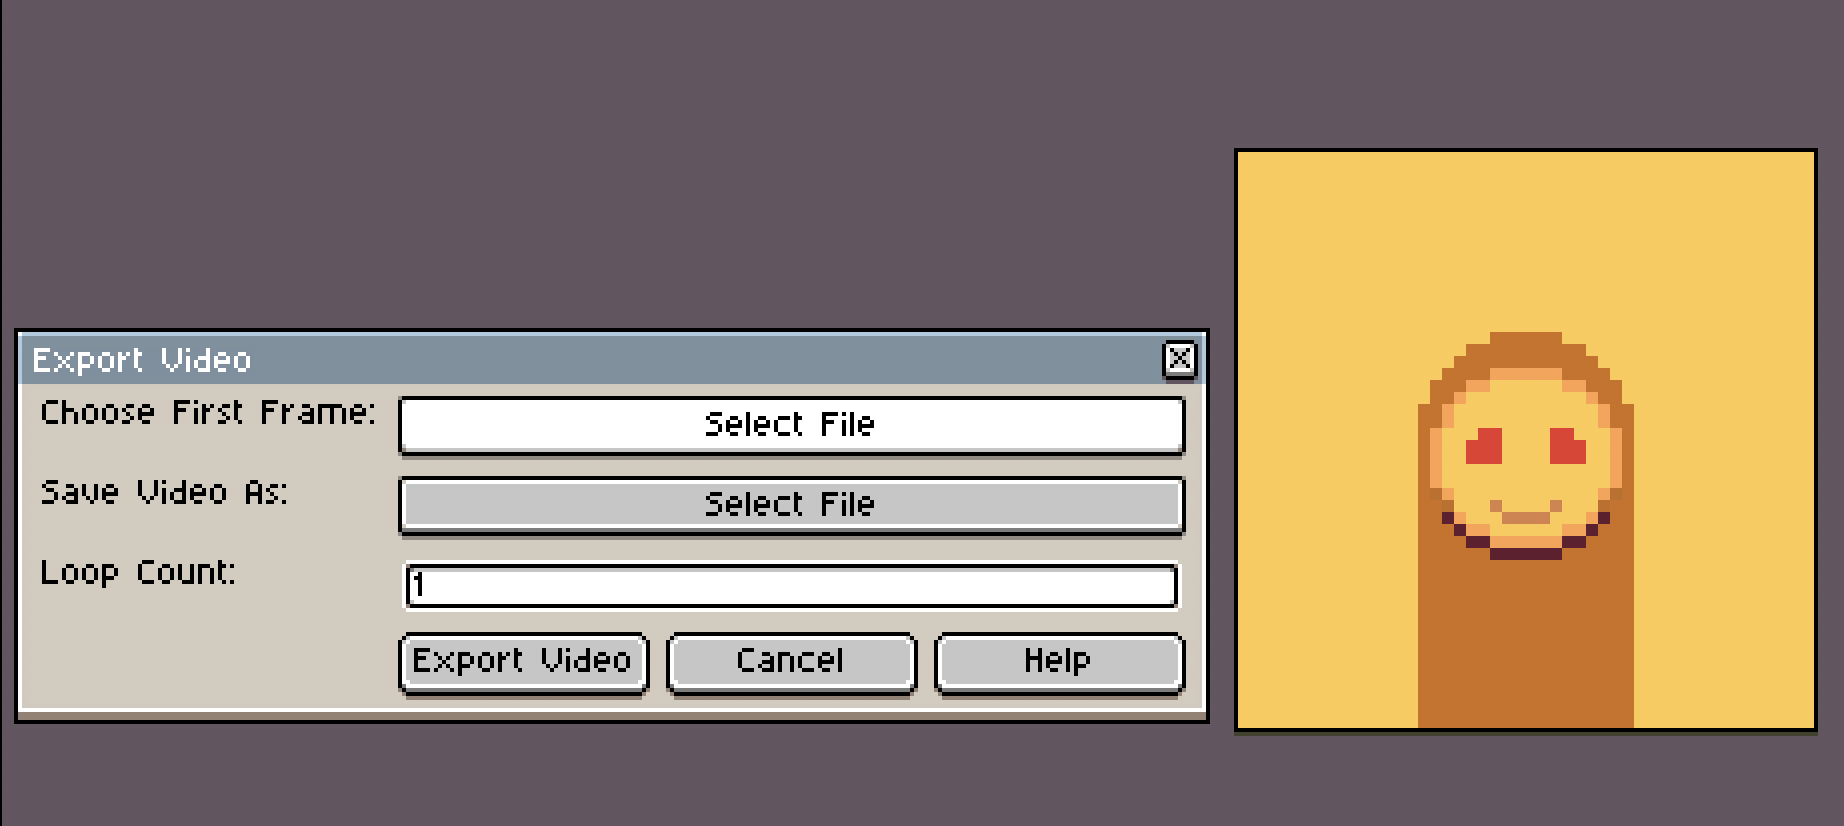 Export Video
Choose First Frame: Select File
Save Video As: Select File
Loop Count: 1
Export Video Cancel Help